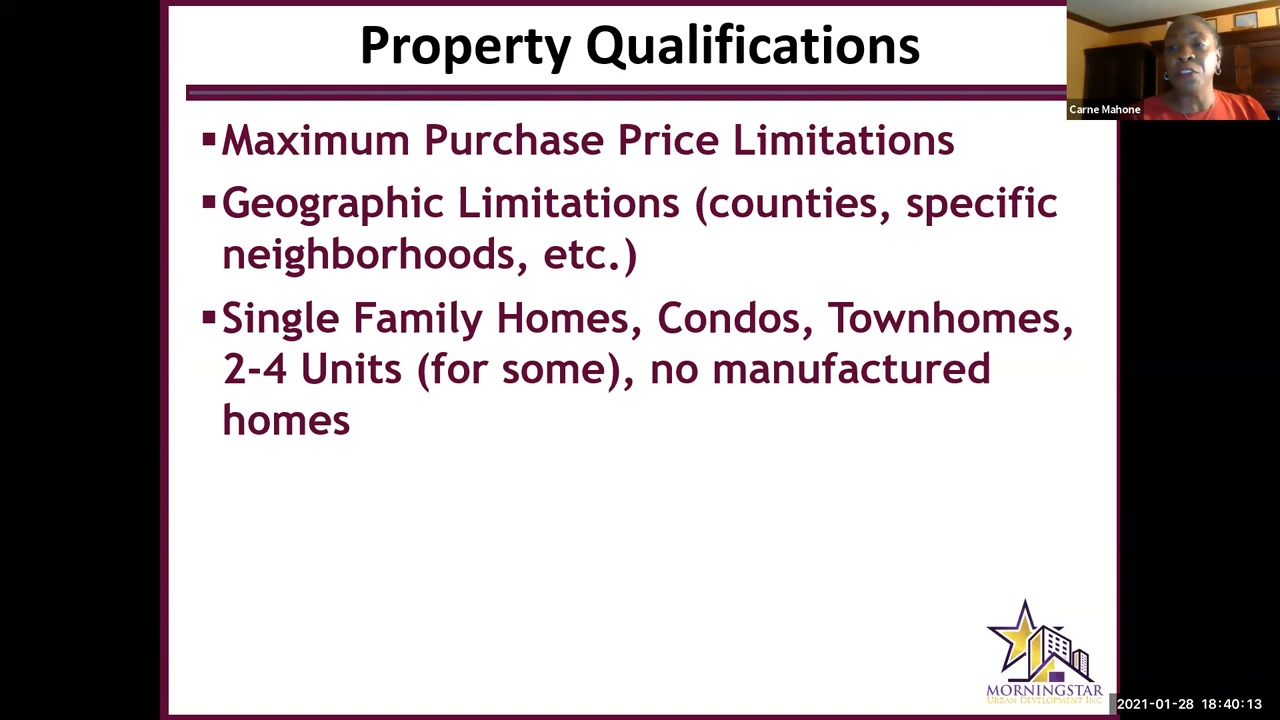 Property Qualifications
Carne Mahone
▪Maximum Purchase Price Limitations
▪Geographic Limitations (counties, specific
neighborhoods, etc.)
▪Single Family Homes, Condos, Townhomes,
2-4 Units (for some), no manufactured
homes
MORNINGSTAR
URBAN DEVELOPMENT INC
2021-01-28 18:40:13